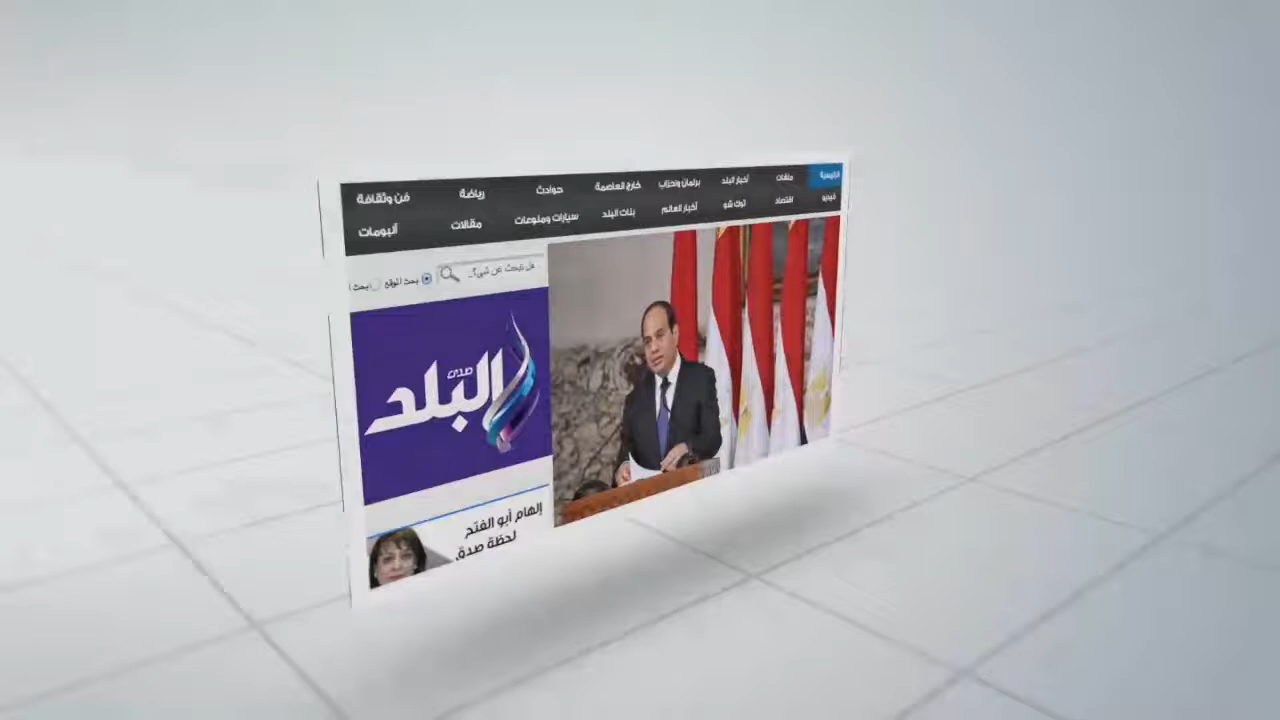 الرئيسية ملفات أخبار البلد برلمان وأحزاب خارج العاصمة حوادث رياضة فن وثقافة
فيديو اقتصاد توك شو أخبار العالم بنات البلد سيارات ومنوعات مقالات ألبومات
هل تبحث عن شيء؟..
بحث الموقع
صدى
البلد
إلهام أبو الفتح
لحظة صدق